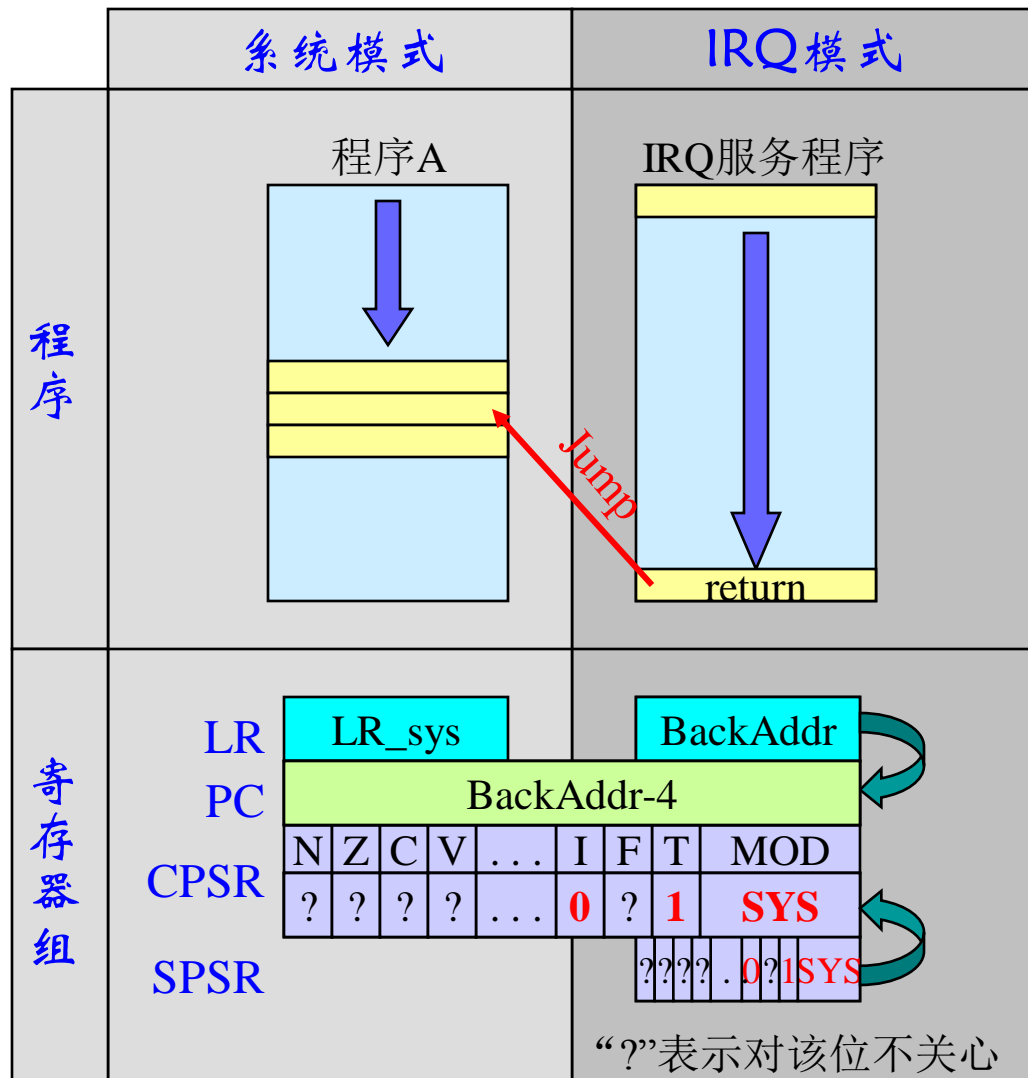 系统模式
IRQ模式
程序
程序A
IRQ服务程序
Jump
return
寄存器组
LR
LR_sys
BackAddr
PC
BackAddr-4
CPSR
N Z C V ... I F T MOD
? ? ? ? ... 0 ? 1 SYS
SPSR
???? . .0?1SYS
“?”表示对该位不关心